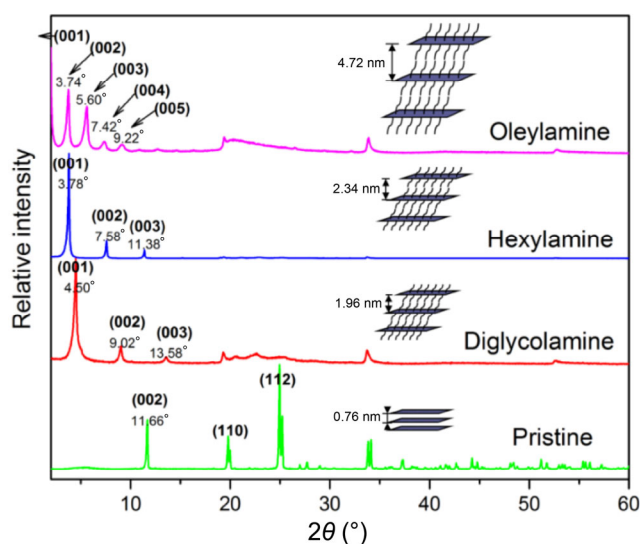 (001)
(002)
3.74°
(003)
5.60°
(004)
7.42°
(005)
9.22°
4.72 nm
Oleylamine
(001)
3.78°
(002)
7.58°
(003)
11.38°
2.34 nm
Hexylamine
(001)
4.50°
(002)
9.02°
(003)
13.58°
1.96 nm
Diglycolamine
(002)
11.66°
(110)
(112)
0.76 nm
Pristine
Relative intensity
10 20 30 40 50 60
2θ (°)